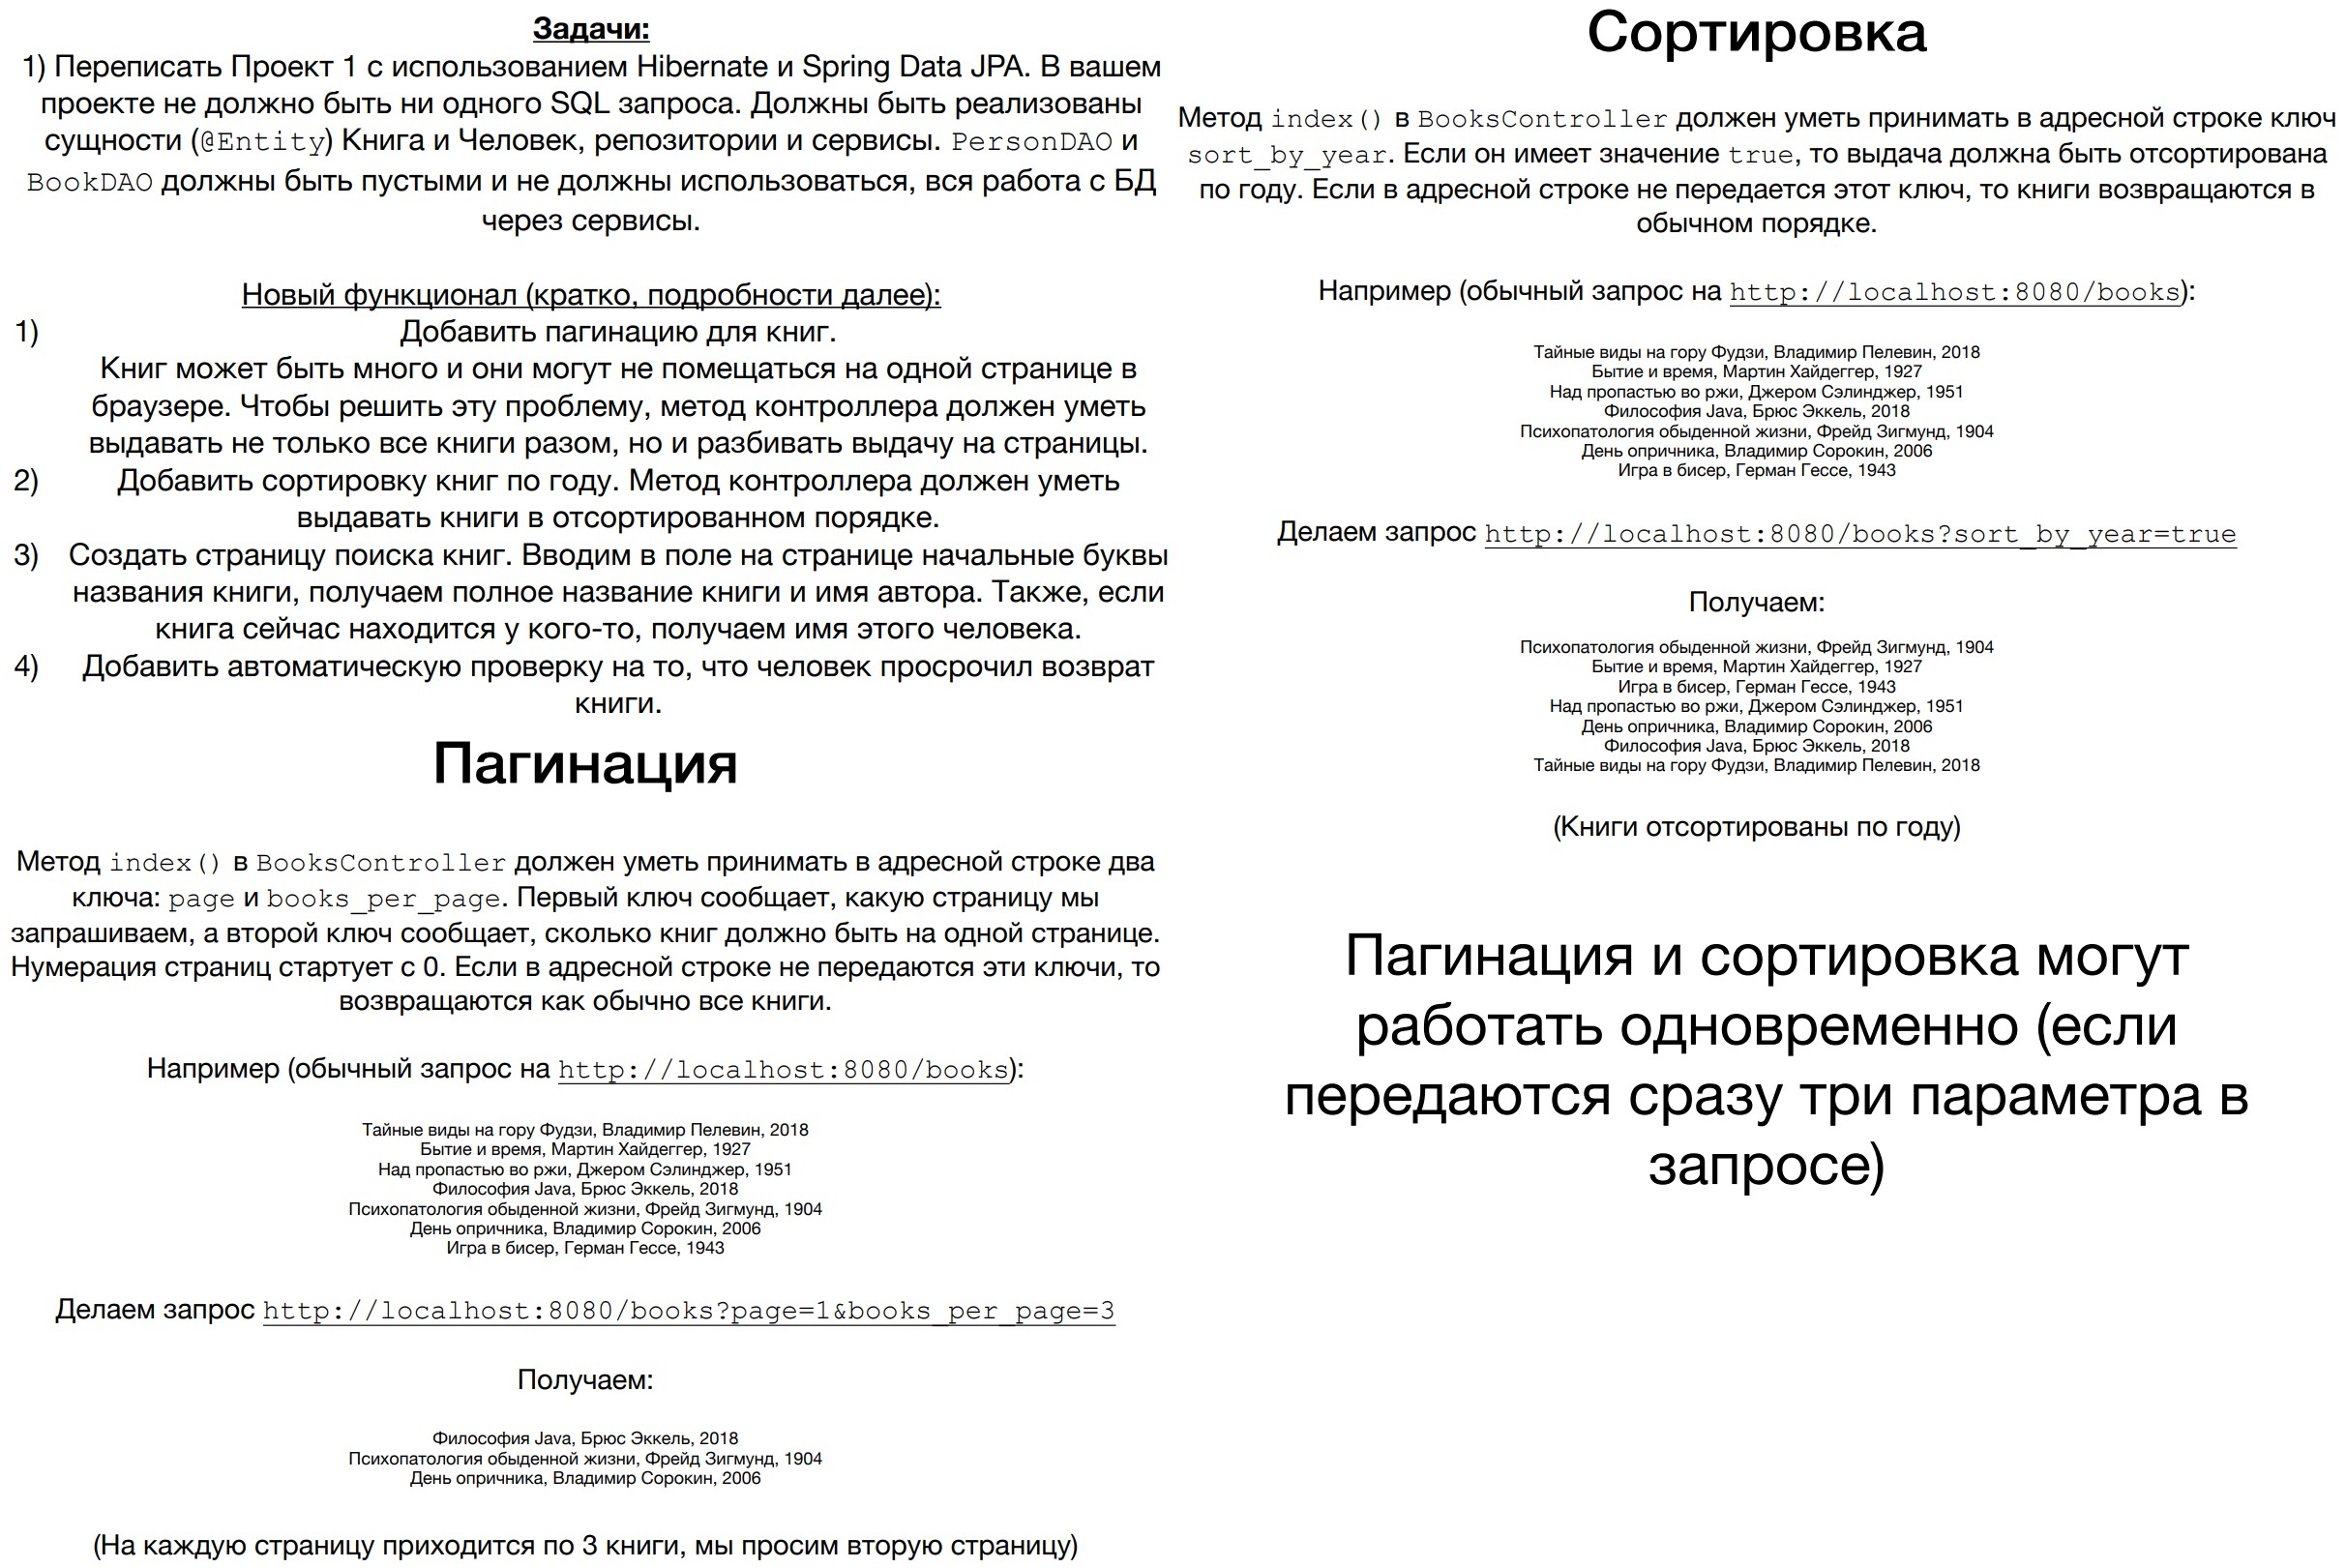 Задачи:
1) Переписать Проект 1 с использованием Hibernate и Spring Data JPA. В вашем
проекте не должно быть ни одного SQL запроса. Должны быть реализованы
сущности (@Entity) Книга и Человек, репозитории и сервисы. PersonDAO и
BookDAO должны быть пустыми и не должны использоваться, вся работа с БД
через сервисы.
Новый функционал (кратко, подробности далее):
1) Добавить пагинацию для книг.
Книг может быть много и они могут не помещаться на одной странице в
браузере. Чтобы решить эту проблему, метод контроллера должен уметь
выдавать не только все книги разом, но и разбивать выдачу на страницы.
2) Добавить сортировку книг по году. Метод контроллера должен уметь
выдавать книги в отсортированном порядке.
3) Создать страницу поиска книг. Вводим в поле на странице начальные буквы
названия книги, получаем полное название книги и имя автора. Также, если
книга сейчас находится у кого-то, получаем имя этого человека.
4) Добавить автоматическую проверку на то, что человек просрочил возврат
книги.
Пагинация
Метод index() в BooksController должен уметь принимать в адресной строке два
ключа: page и books_per_page. Первый ключ сообщает, какую страницу мы
запрашиваем, а второй ключ сообщает, сколько книг должно быть на одной странице.
Нумерация страниц стартует с 0. Если в адресной строке не передаются эти ключи, то
возвращаются как обычно все книги.
Например (обычный запрос на http://localhost:8080/books):
Тайные виды на гору Фудзи, Владимир Пелевин, 2018
Бытие и время, Мартин Хайдеггер, 1927
Над пропастью во ржи, Джером Сэлинджер, 1951
Философия Java, Брюс Эккель, 2018
Психопатология обыденной жизни, Фрейд Зигмунд, 1904
День опричника, Владимир Сорокин, 2006
Игра в бисер, Герман Гессе, 1943
Делаем запрос http://localhost:8080/books?page=1&books_per_page=3
Получаем:
Философия Java, Брюс Эккель, 2018
Психопатология обыденной жизни, Фрейд Зигмунд, 1904
День опричника, Владимир Сорокин, 2006
(На каждую страницу приходится по 3 книги, мы просим вторую страницу)
Сортировка
Метод index() в BooksController должен уметь принимать в адресной строке ключ
sort_by_year. Если он имеет значение true, то выдача должна быть отсортирована
по году. Если в адресной строке не передается этот ключ, то книги возвращаются в
обычном порядке.
Например (обычный запрос на http://localhost:8080/books):
Тайные виды на гору Фудзи, Владимир Пелевин, 2018
Бытие и время, Мартин Хайдеггер, 1927
Над пропастью во ржи, Джером Сэлинджер, 1951
Философия Java, Брюс Эккель, 2018
Психопатология обыденной жизни, Фрейд Зигмунд, 1904
День опричника, Владимир Сорокин, 2006
Игра в бисер, Герман Гессе, 1943
Делаем запрос http://localhost:8080/books?sort_by_year=true
Получаем:
Психопатология обыденной жизни, Фрейд Зигмунд, 1904
Бытие и время, Мартин Хайдеггер, 1927
Игра в бисер, Герман Гессе, 1943
Над пропастью во ржи, Джером Сэлинджер, 1951
День опричника, Владимир Сорокин, 2006
Философия Java, Брюс Эккель, 2018
Тайные виды на гору Фудзи, Владимир Пелевин, 2018
(Книги отсортированы по году)
Пагинация и сортировка могут
работать одновременно (если
передаются сразу три параметра в
запросе)